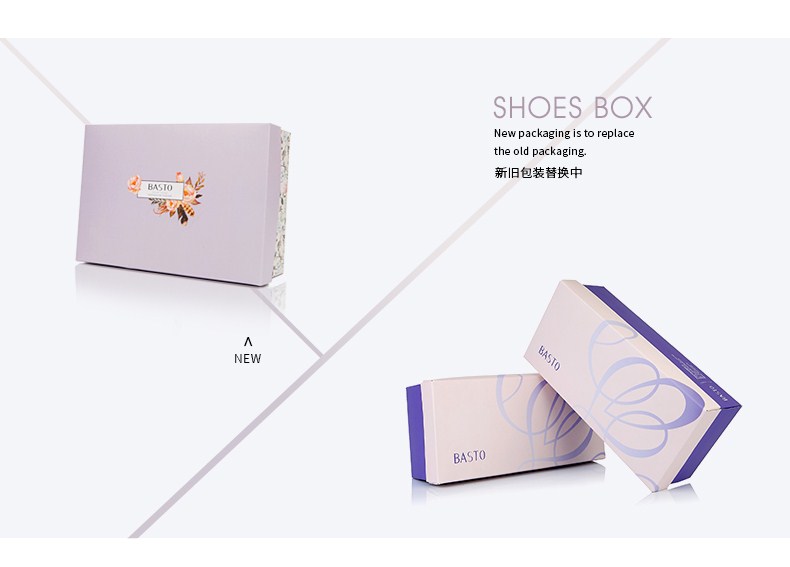 SHOES BOX
New packaging is to replace
the old packaging.
新旧包装替换中
BASTO
^
NEW
BASTO
BASTO
BASTO